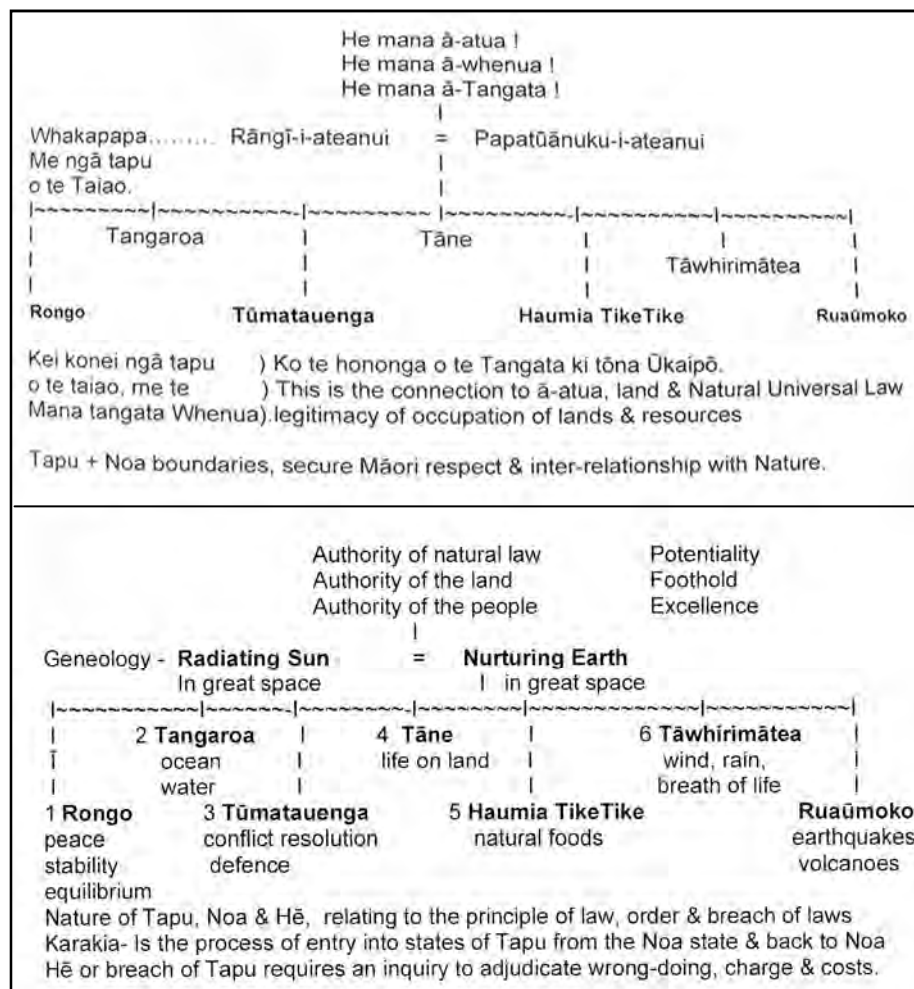 He mana ā-atua !
He mana ā-whenua !
He mana ā-Tangata !
Whakapapa......... Rāngī-i-ateanui = Papatūānuku-i-ateanui
Me ngā tapu
o te Taiao.
Tangaroa Tāne
Tāwhirimātea
Rongo Tūmatauenga Haumia TikeTike Ruaūmoko
Kei konei ngā tapu ) Ko te hononga o te Tangata ki tōna Ūkaipō.
o te taiao, me te ) This is the connection to ā-atua, land & Natural Universal Law
Mana tangata Whenua).legitimacy of occupation of lands & resources
Tapu + Noa boundaries, secure Māori respect & inter-relationship with Nature.
Authority of natural law Potentiality
Authority of the land Foothold
Authority of the people Excellence
Geneology - Radiating Sun = Nurturing Earth
In great space in great space
2 Tangaroa 4 Tāne 6 Tāwhirimātea
ocean life on land wind, rain,
water breath of life
1 Rongo 3 Tūmatauenga 5 Haumia TikeTike Ruaūmoko
peace conflict resolution natural foods earthquakes
stability defence volcanoes
equilibrium
Nature of Tapu, Noa & Hē, relating to the principle of law, order & breach of laws
Karakia- Is the process of entry into states of Tapu from the Noa state & back to Noa
Hē or breach of Tapu requires an inquiry to adjudicate wrong-doing, charge & costs.